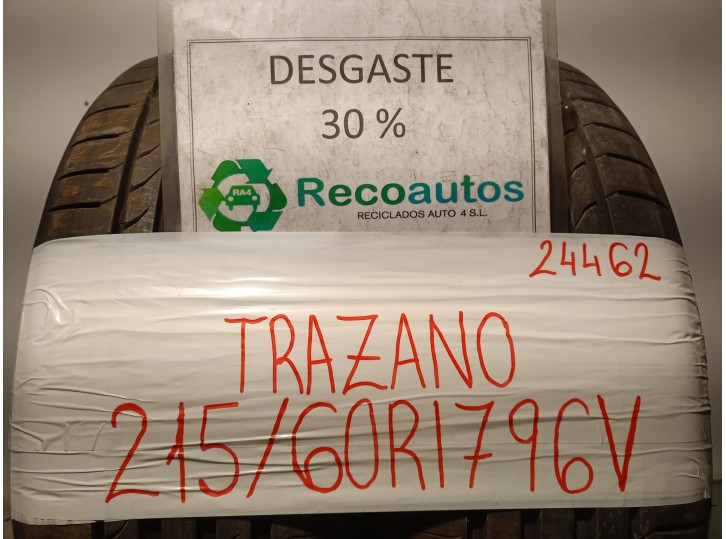 DESGASTE
30 %
RA4
Recoautos
RECICLADOS AUTO 4 S.L.
24462
TRAZANO
215/60R1796V